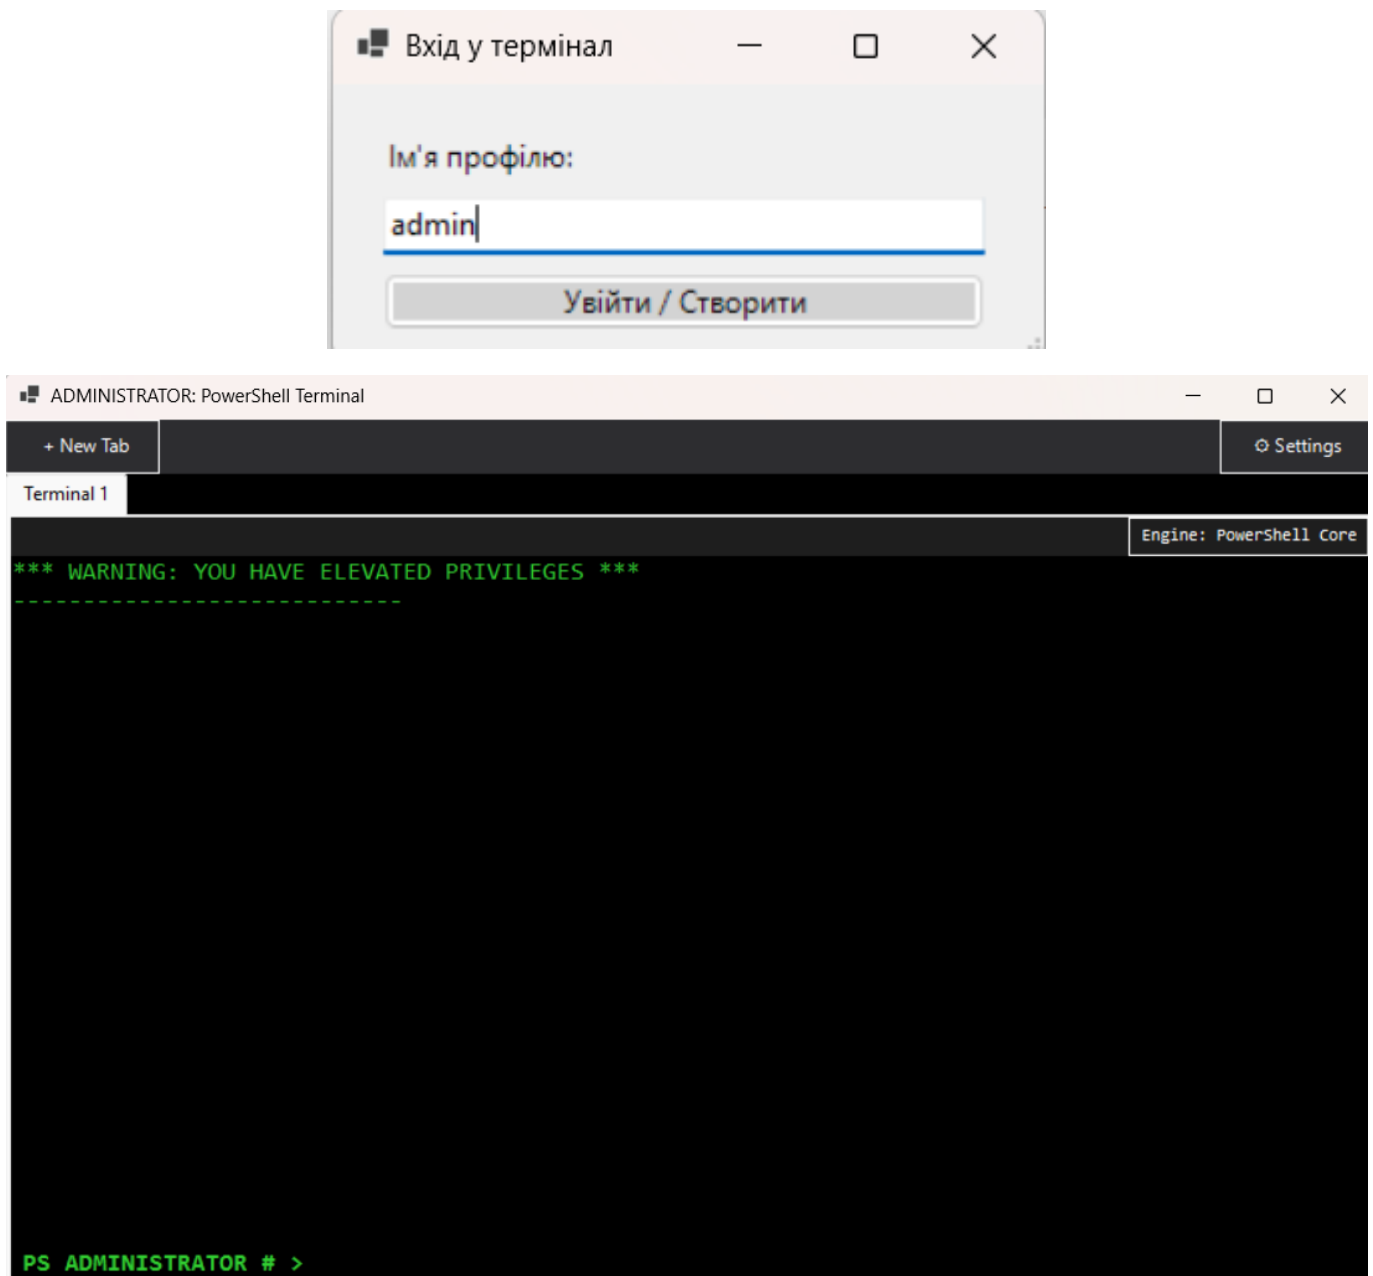 Вхід у термінал
Ім'я профілю:
admin
Увійти / Створити
ADMINISTRATOR: PowerShell Terminal
+ New Tab
⚙ Settings
Terminal 1
Engine: PowerShell Core
*** WARNING: YOU HAVE ELEVATED PRIVILEGES ***
----------------------------
PS ADMINISTRATOR # >